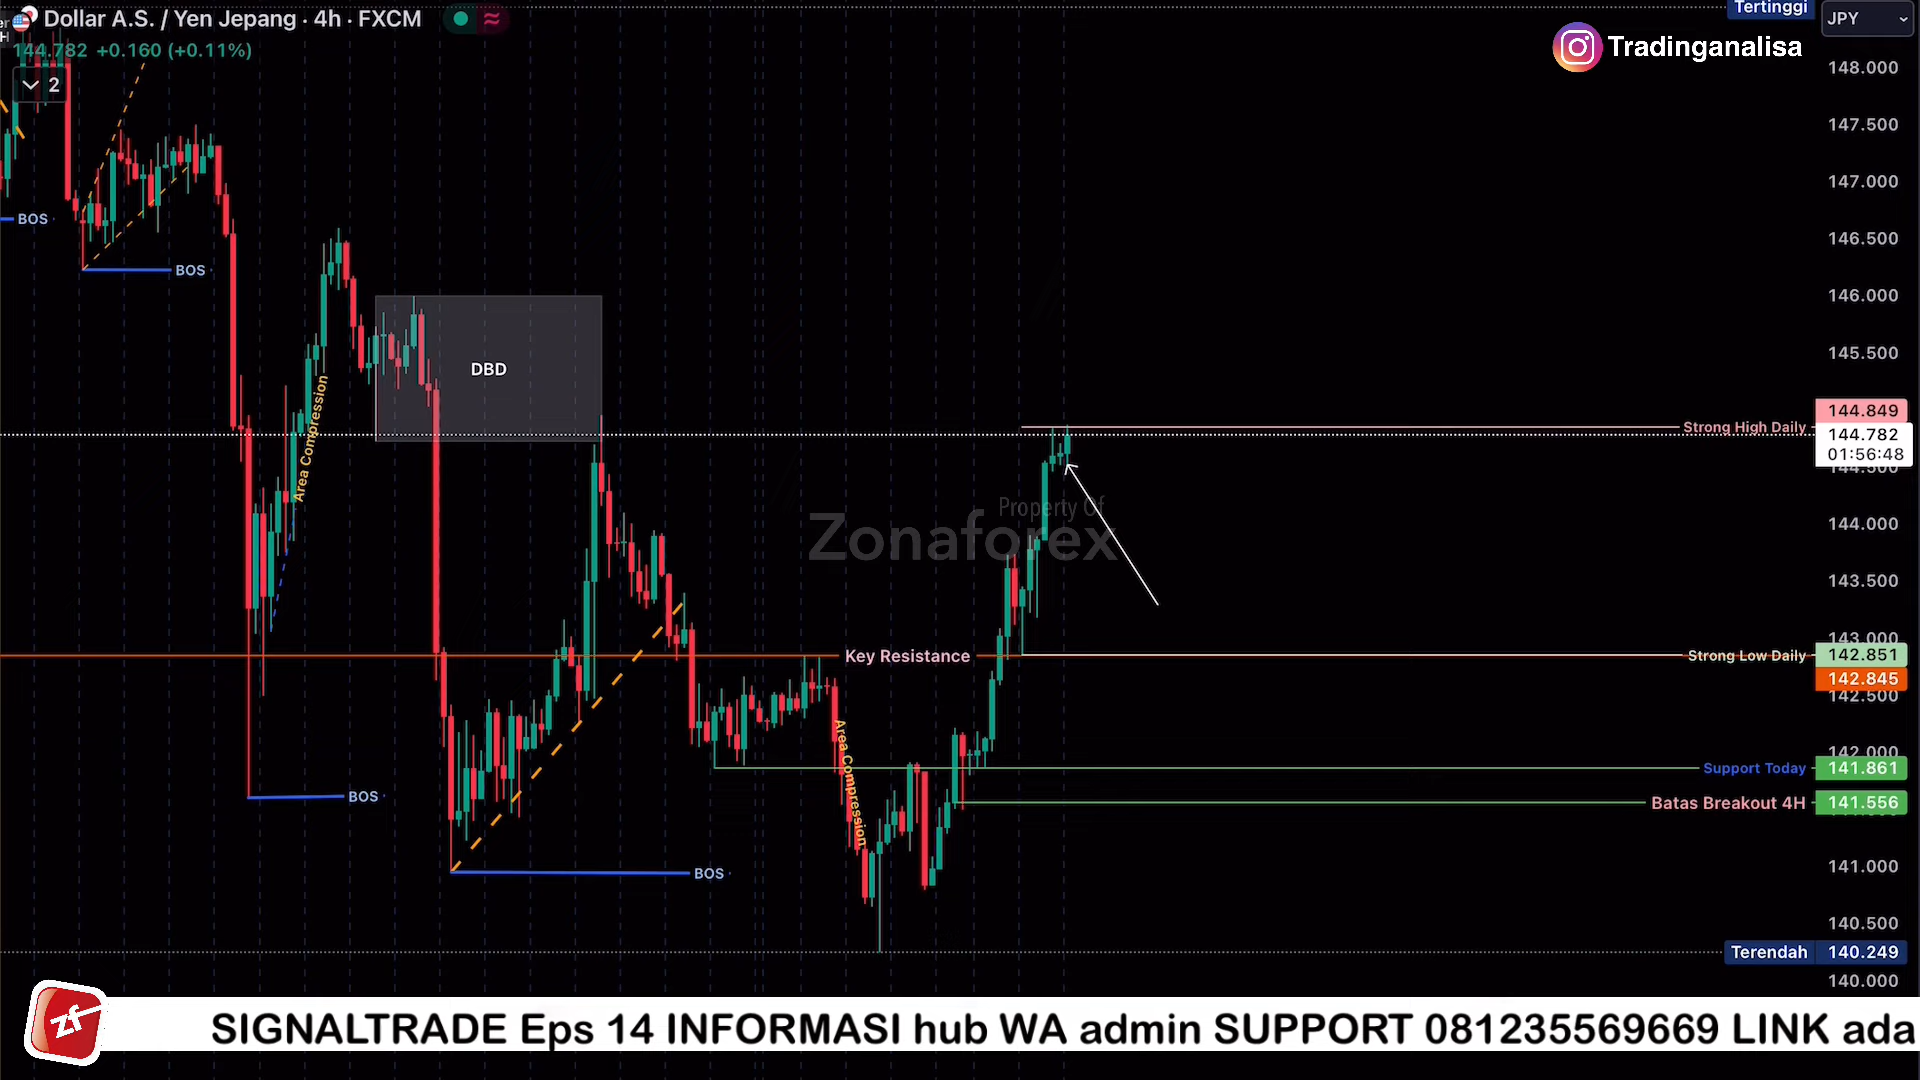 Dollar A.S. / Yen Jepang · 4h · FXCM
144.782 +0.160 (+0.11%)
2
Tertinggi
JPY
Tradinganalisa
148.000
147.500
147.000
146.500
146.000
145.500
144.849
144.782
01:56:48
144.500
144.000
143.500
143.000
142.851
142.845
142.500
142.000
141.861
141.556
141.000
140.500
140.249
140.000
BOS
BOS
DBD
Area Compression
Strong High Daily
Property Of
Zonaforex
Key Resistance
Strong Low Daily
Area Compression
Support Today
BOS
Batas Breakout 4H
BOS
Terendah
zf
SIGNALTRADE Eps 14 INFORMASI hub WA admin SUPPORT 081235569669 LINK ada